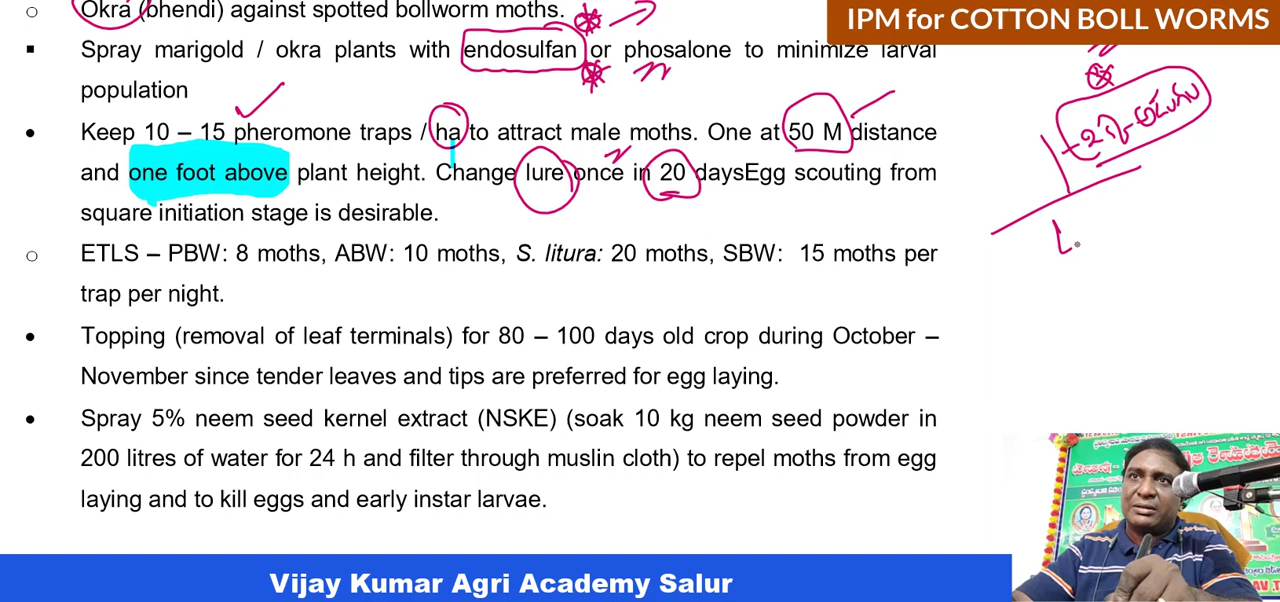 Okra (bhendi) against spotted bollworm moths.
IPM for COTTON BOLL WORMS
Spray marigold / okra plants with endosulfan or phosalone to minimize larval
population
Keep 10 – 15 pheromone traps / ha to attract male moths. One at 50 M distance
and one foot above plant height. Change lure once in 20 daysEgg scouting from
square initiation stage is desirable.
ETLS – PBW: 8 moths, ABW: 10 moths, S. litura: 20 moths, SBW: 15 moths per
trap per night.
Topping (removal of leaf terminals) for 80 – 100 days old crop during October –
November since tender leaves and tips are preferred for egg laying.
Spray 5% neem seed kernel extract (NSKE) (soak 10 kg neem seed powder in
200 litres of water for 24 h and filter through muslin cloth) to repel moths from egg
laying and to kill eggs and early instar larvae.
Vijay Kumar Agri Academy Salur